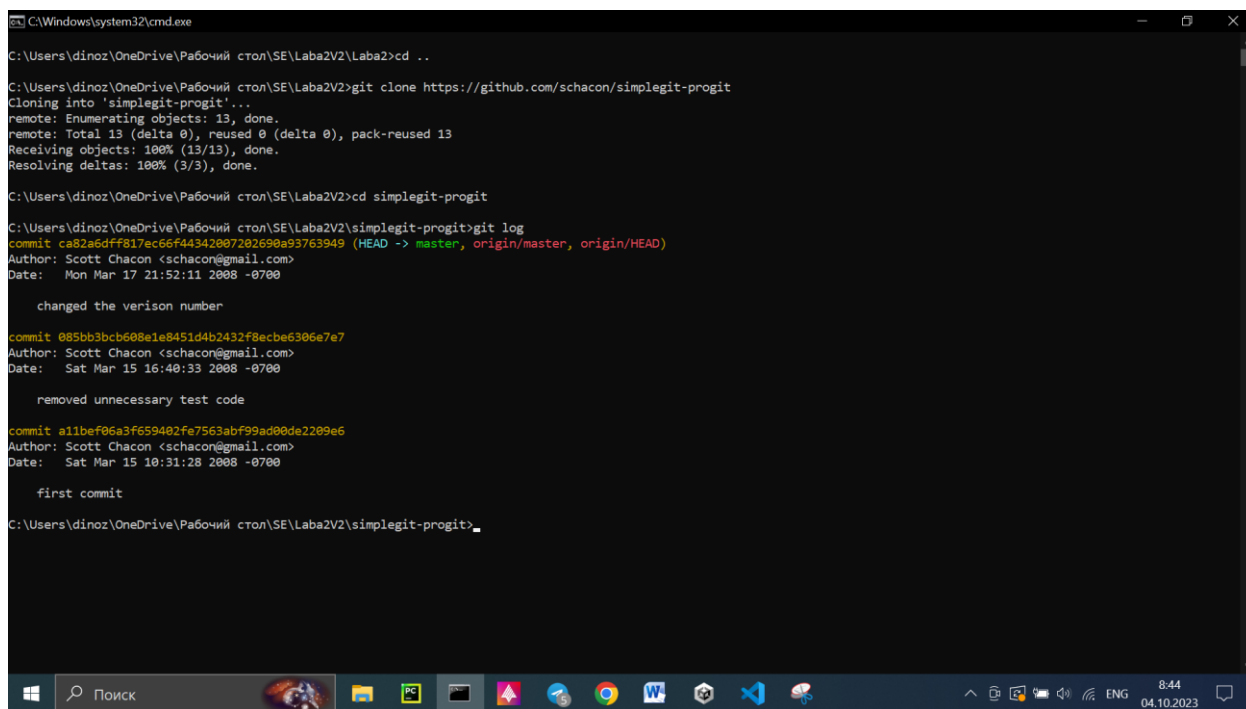 C:\Windows\system32\cmd.exe
C:\Users\dinoz\OneDrive\Рабочий стол\SE\Laba2V2\Laba2>cd ..
C:\Users\dinoz\OneDrive\Рабочий стол\SE\Laba2V2>git clone https://github.com/schacon/simplegit-progit
Cloning into 'simplegit-progit'...
remote: Enumerating objects: 13, done.
remote: Total 13 (delta 0), reused 0 (delta 0), pack-reused 13
Receiving objects: 100% (13/13), done.
Resolving deltas: 100% (3/3), done.
C:\Users\dinoz\OneDrive\Рабочий стол\SE\Laba2V2>cd simplegit-progit
C:\Users\dinoz\OneDrive\Рабочий стол\SE\Laba2V2\simplegit-progit>git log
commit ca82a6dff817ec66f44342007202690a93763949 (HEAD -> master, origin/master, origin/HEAD)
Author: Scott Chacon <schacon@gmail.com>
Date:   Mon Mar 17 21:52:11 2008 -0700
changed the verison number
commit 085bb3bcb608e1e8451d4b2432f8ecbe6306e7e7
Author: Scott Chacon <schacon@gmail.com>
Date:   Sat Mar 15 16:40:33 2008 -0700
removed unnecessary test code
commit a11bef06a3f659402fe7563abf99ad00de2209e6
Author: Scott Chacon <schacon@gmail.com>
Date:   Sat Mar 15 10:31:28 2008 -0700
first commit
C:\Users\dinoz\OneDrive\Рабочий стол\SE\Laba2V2\simplegit-progit>
Поиск
PC
5
W
ENG
8:44
04.10.2023